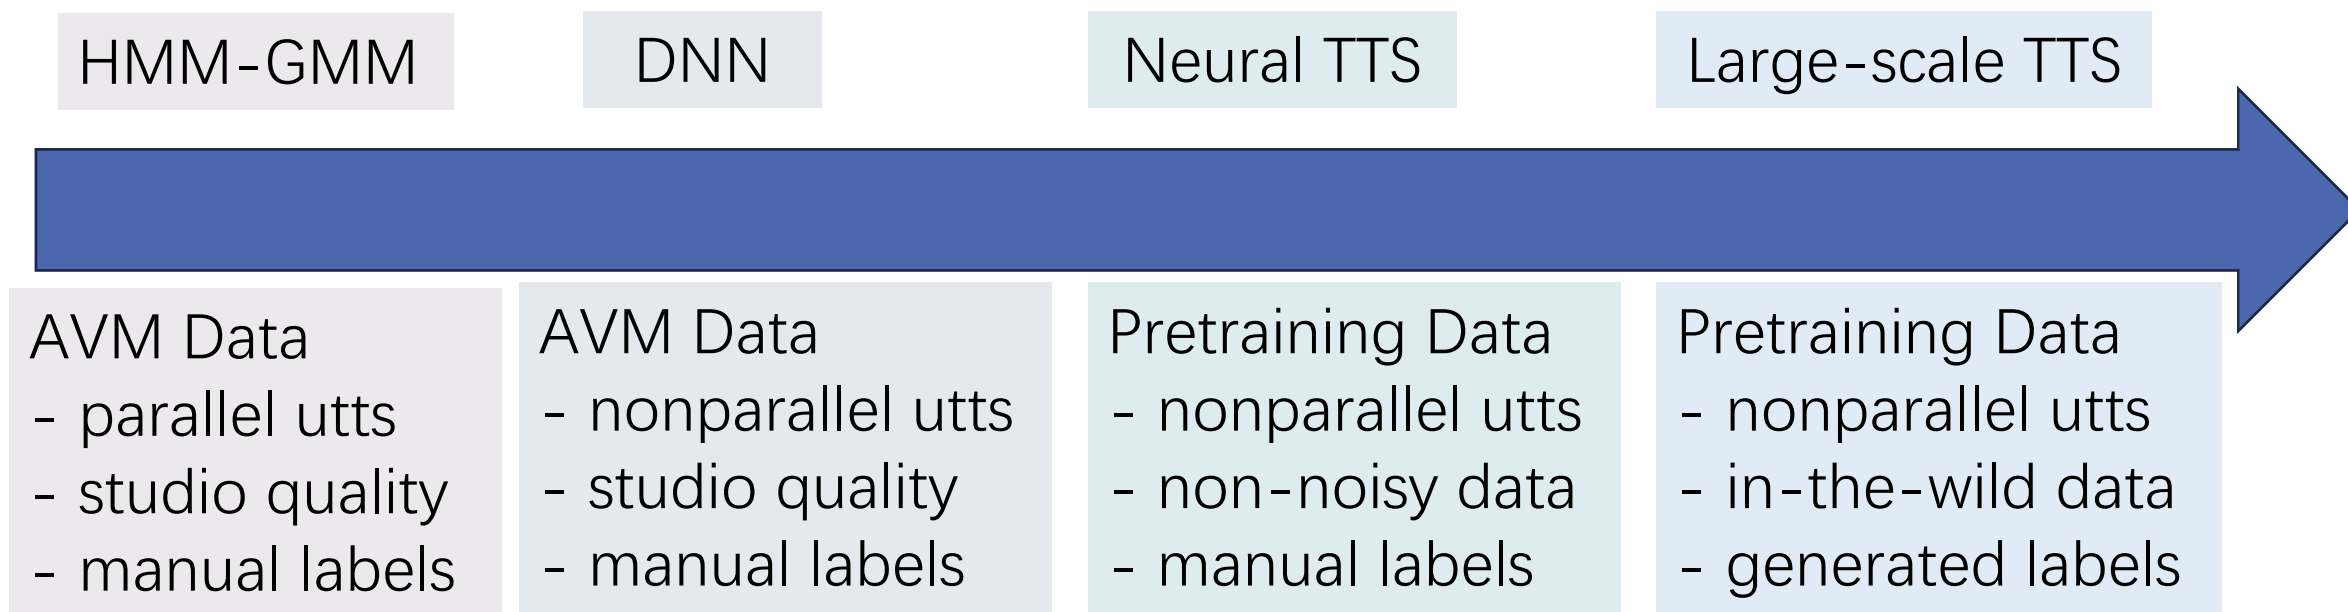 HMM-GMM
DNN
Neural TTS
Large-scale TTS
AVM Data
- parallel utts
- studio quality
- manual labels
AVM Data
- nonparallel utts
- studio quality
- manual labels
Pretraining Data
- nonparallel utts
- non-noisy data
- manual labels
Pretraining Data
- nonparallel utts
- in-the-wild data
- generated labels